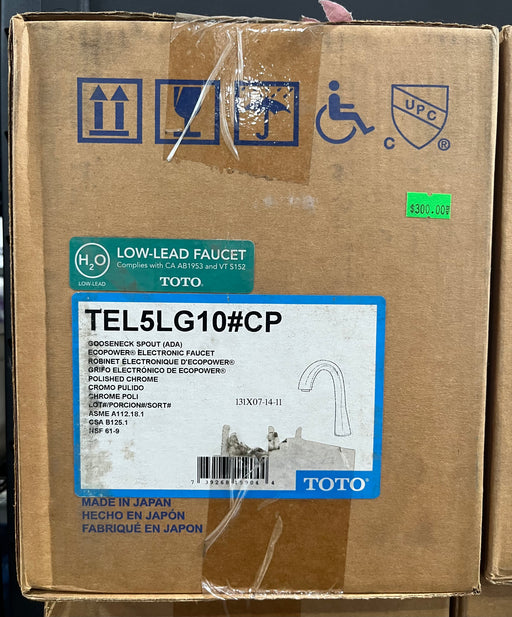 UPC
C ®
$300.00
H₂O
LOW-LEAD
LOW-LEAD FAUCET
Complies with CA AB1953 and VT S152
TOTO.
TEL5LG10#CP
GOOSENECK SPOUT (ADA)
ECOPOWER® ELECTRONIC FAUCET
ROBINET ELECTRONIQUE D'ECOPOWER®
GRIFO ELECTRÓNICO DE ECOPOWER®
POLISHED CHROME
CROMO PULIDO
CHROME POLI
LOT#/PORCION#/SORT#
131X07-14-11
ASME A112.18.1
CSA B125.1
NSF 61-9
TOTO®
MADE IN JAPAN
HECHO EN JAPÓN
FABRIQUÉ EN JAPON